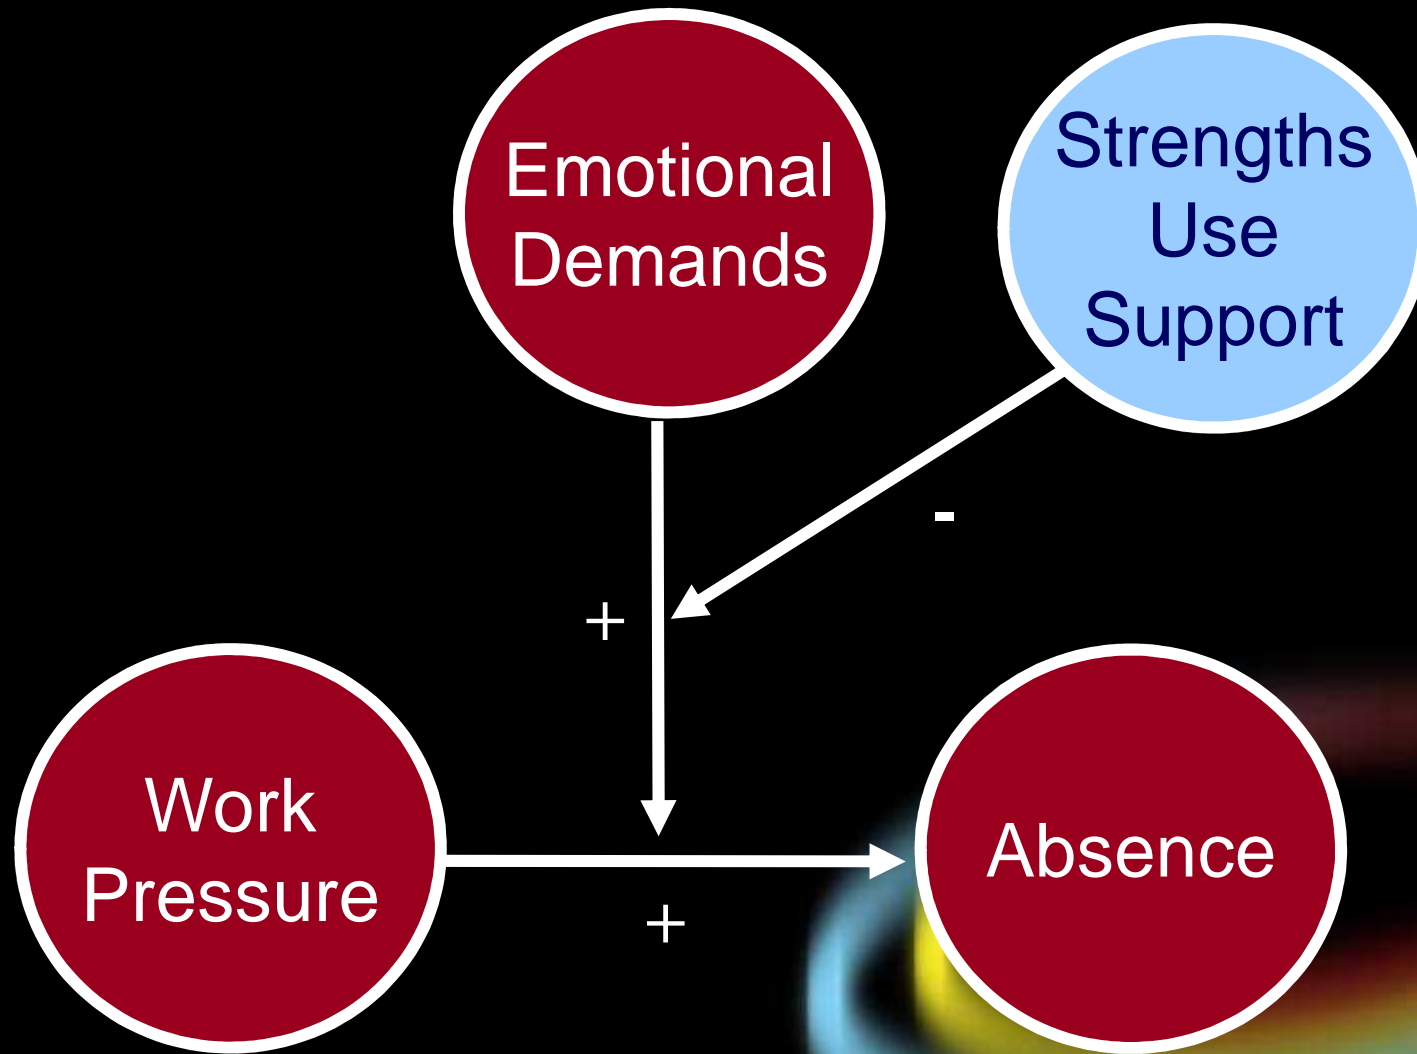 Emotional
Demands
Strengths
Use
Support
-
+
Work
Pressure
Absence
+